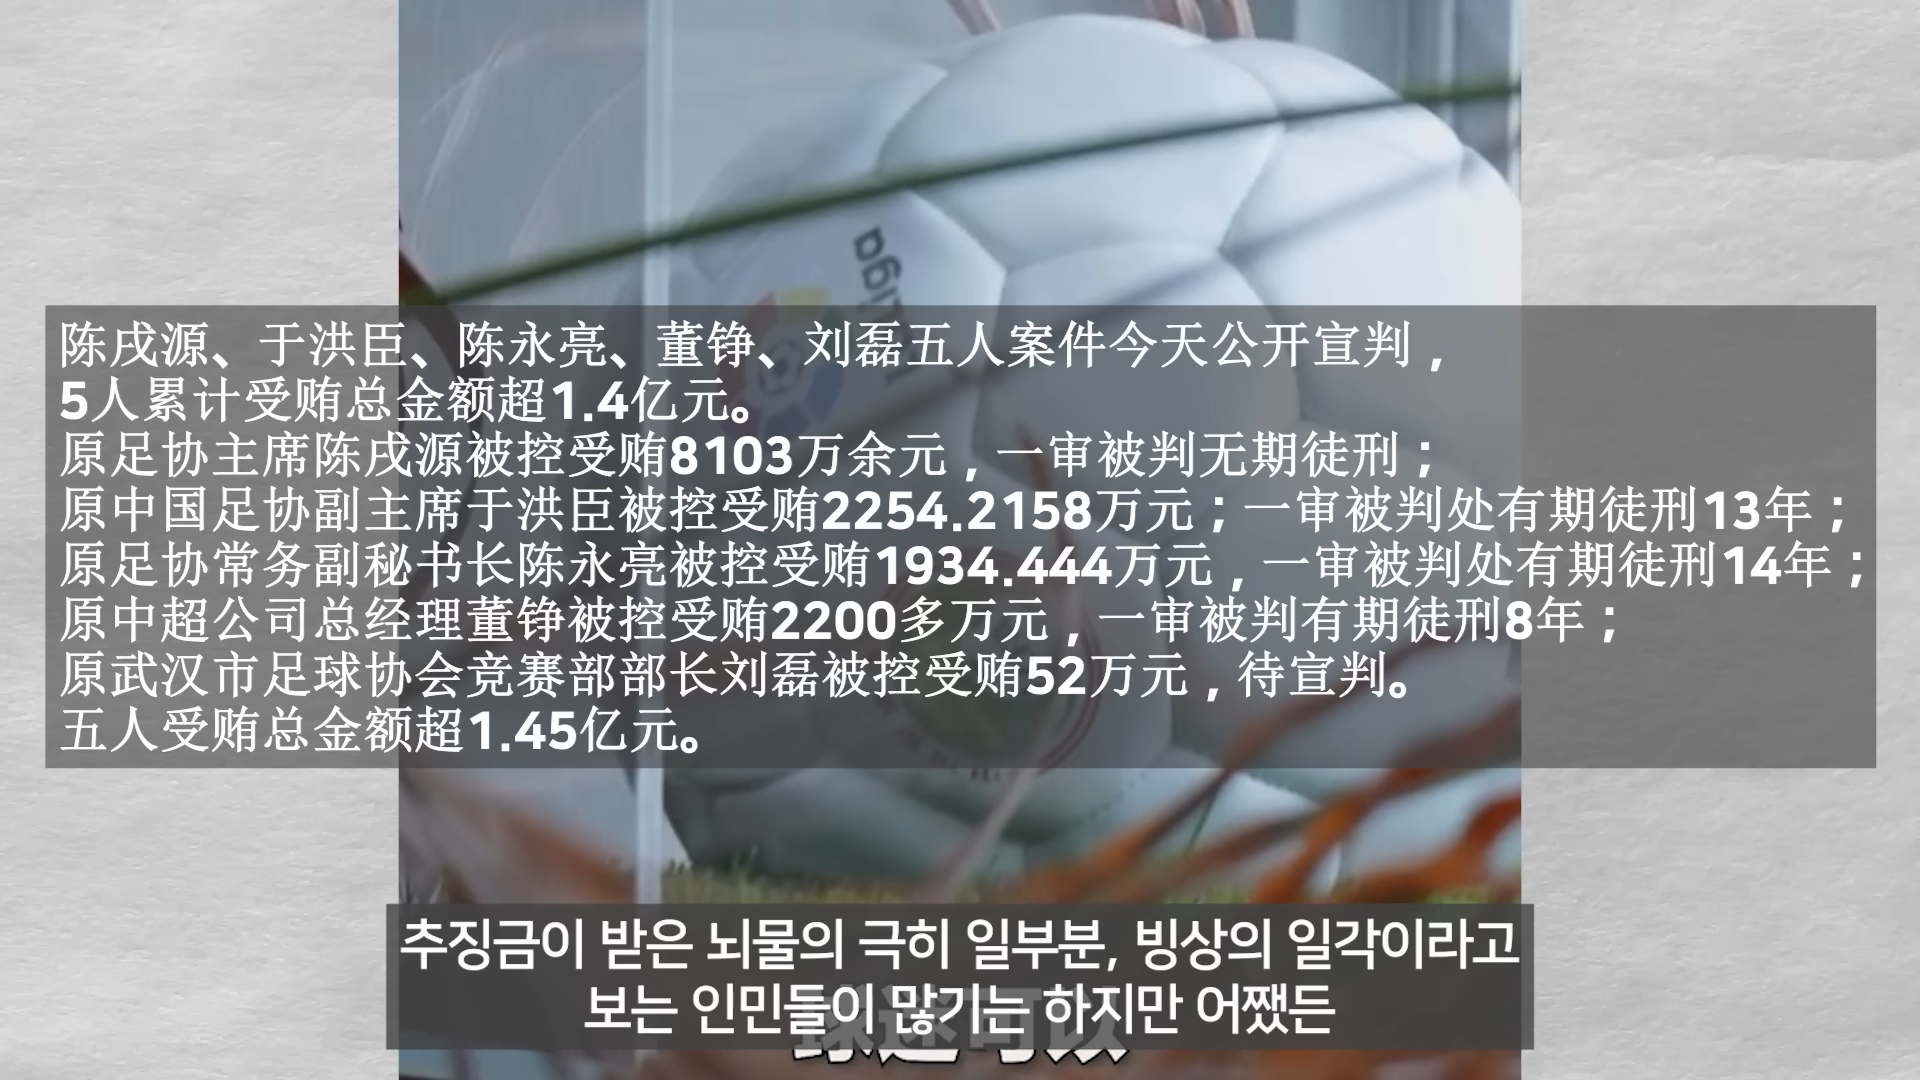 陈戌源、于洪臣、陈永亮、董铮、刘磊五人案件今天公开宣判，
5人累计受贿总金额超1.4亿元。
原足协主席陈戌源被控受贿8103万余元，一审被判无期徒刑；
原中国足协副主席于洪臣被控受贿2254.2158万元；一审被判处有期徒刑13年；
原足协常务副秘书长陈永亮被控受贿1934.444万元，一审被判处有期徒刑14年；
原中超公司总经理董铮被控受贿2200多万元，一审被判有期徒刑8年；
原武汉市足球协会竞赛部部长刘磊被控受贿52万元，待宣判。
五人受贿总金额超1.45亿元。
추징금이 받은 뇌물의 극히 일부분, 빙상의 일각이라고
보는 인민들이 많기는 하지만 어쨌든
球迷可以